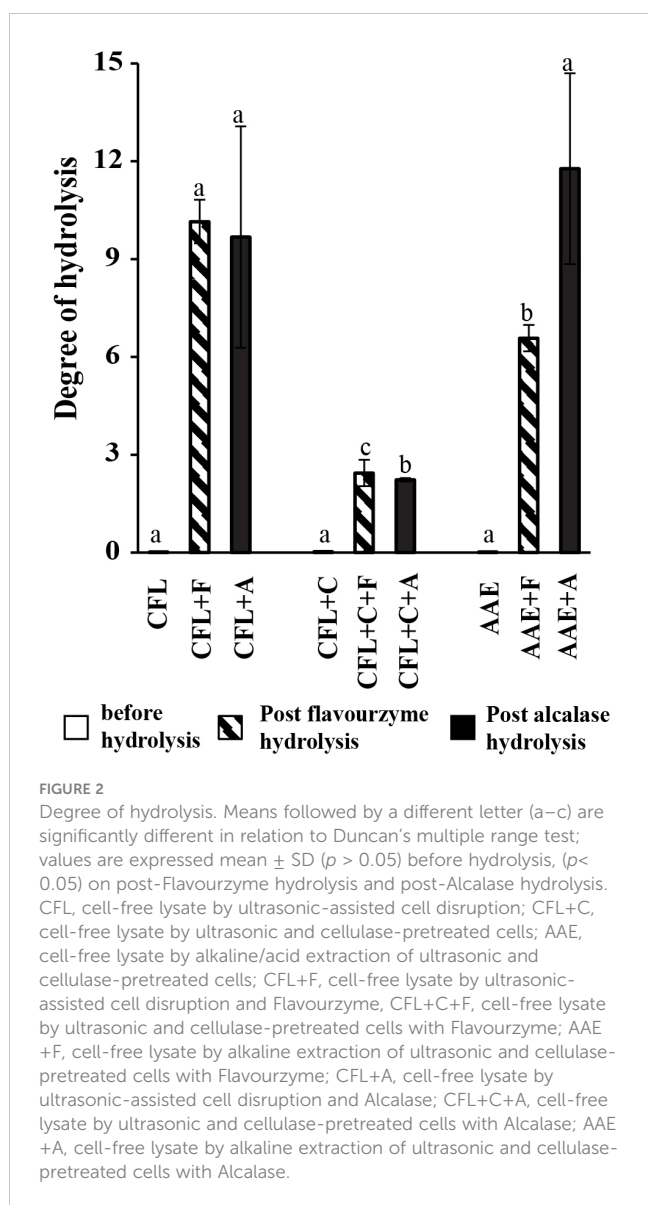 15
12
9
6
3
0
Degree of hydrolysis
a
a
a
a
c
b
a
b
a
CFL
CFL+F
CFL+A
CFL+C
CFL+C+F
CFL+C+A
AAE
AAE+F
AAE+A
before hydrolysis
Post flavourzyme hydrolysis
Post alcalase hydrolysis
FIGURE 2
Degree of hydrolysis. Means followed by a different letter (a–c) are
significantly different in relation to Duncan's multiple range test;
values are expressed mean ± SD (p > 0.05) before hydrolysis, (p<
0.05) on post-Flavourzyme hydrolysis and post-Alcalase hydrolysis.
CFL, cell-free lysate by ultrasonic-assisted cell disruption; CFL+C,
cell-free lysate by ultrasonic and cellulase-pretreated cells; AAE,
cell-free lysate by alkaline/acid extraction of ultrasonic and
cellulase-pretreated cells; CFL+F, cell-free lysate by ultrasonic-
assisted cell disruption and Flavourzyme, CFL+C+F, cell-free lysate
by ultrasonic and cellulase-pretreated cells with Flavourzyme; AAE
+F, cell-free lysate by alkaline extraction of ultrasonic and cellulase-
pretreated cells with Flavourzyme; CFL+A, cell-free lysate by
ultrasonic-assisted cell disruption and Alcalase; CFL+C+A, cell-free
lysate by ultrasonic and cellulase-pretreated cells with Alcalase; AAE
+A, cell-free lysate by alkaline extraction of ultrasonic and cellulase-
pretreated cells with Alcalase.